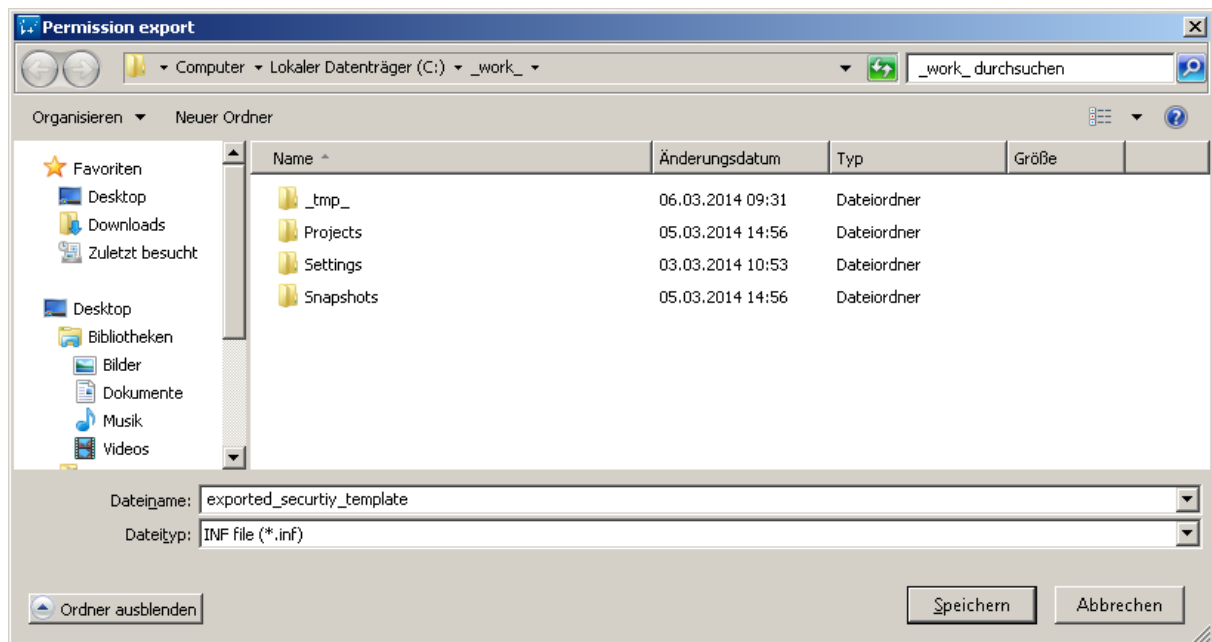 Permission export
Computer Lokaler Datenträger (C:) _work_
_work_ durchsuchen
Organisieren Neuer Ordner
Name Änderungsdatum Typ Größe
Favoriten
Desktop
Downloads
Zuletzt besucht
Desktop
Bibliotheken
Bilder
Dokumente
Musik
Videos
_tmp_ 06.03.2014 09:31 Dateiordner
Projects 05.03.2014 14:56 Dateiordner
Settings 03.03.2014 10:53 Dateiordner
Snapshots 05.03.2014 14:56 Dateiordner
Dateiname: exported_securtiy_template
Dateityp: INF file (*.inf)
Ordner ausblenden
Speichern Abbrechen